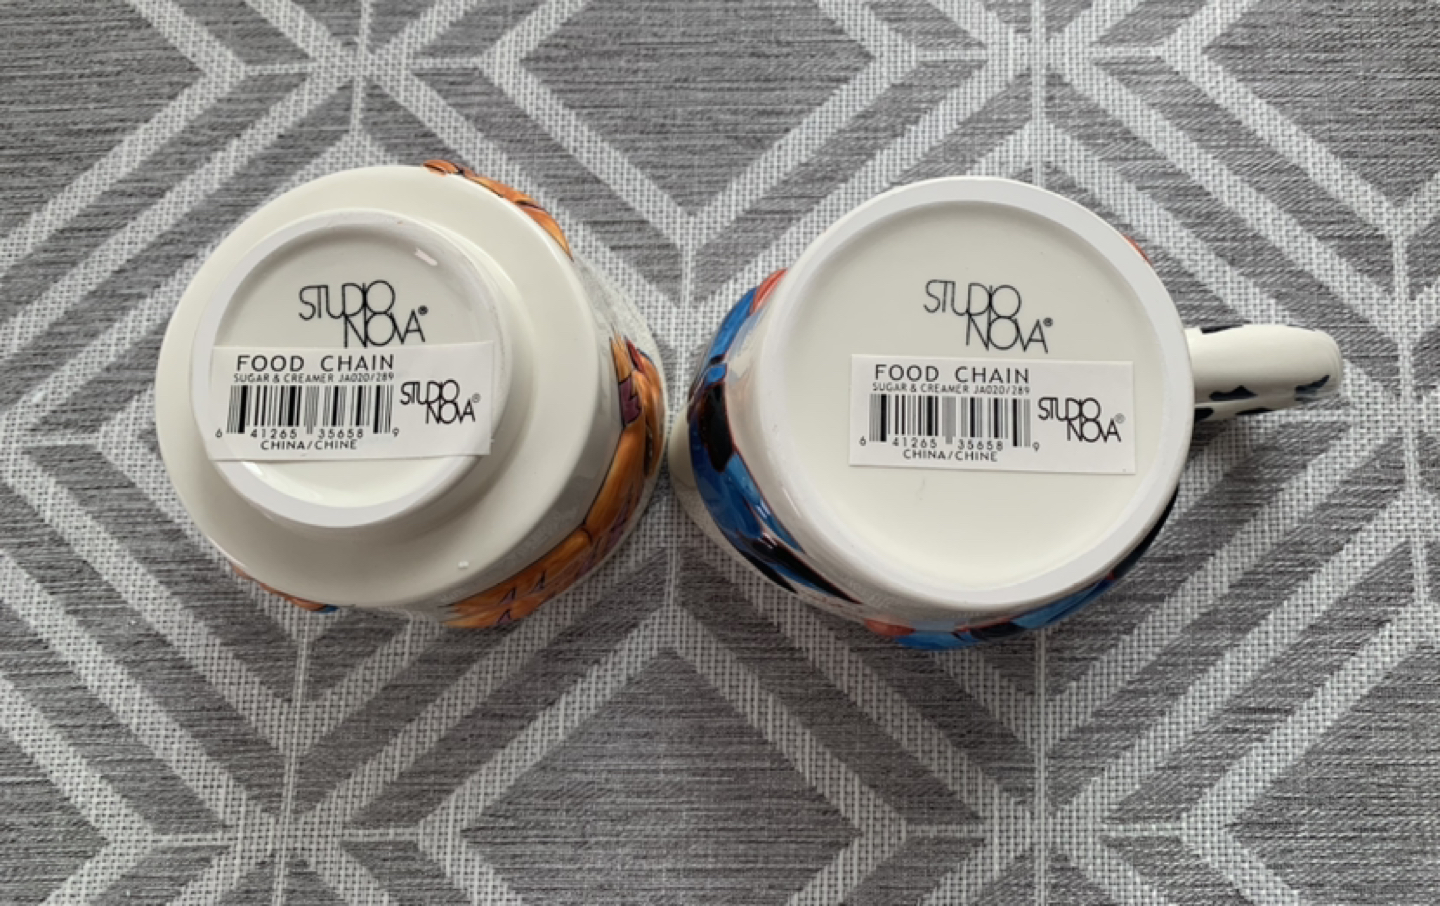 STUDIO
NOVA®
FOOD CHAIN
SUGAR & CREAMER JA020/289
STUDIO
NOVA®
6 41265 35658 9
CHINA/CHINE
STUDIO
NOVA®
FOOD CHAIN
SUGAR & CREAMER JA020/289
STUDIO
NOVA®
6 41265 35658 9
CHINA/CHINE